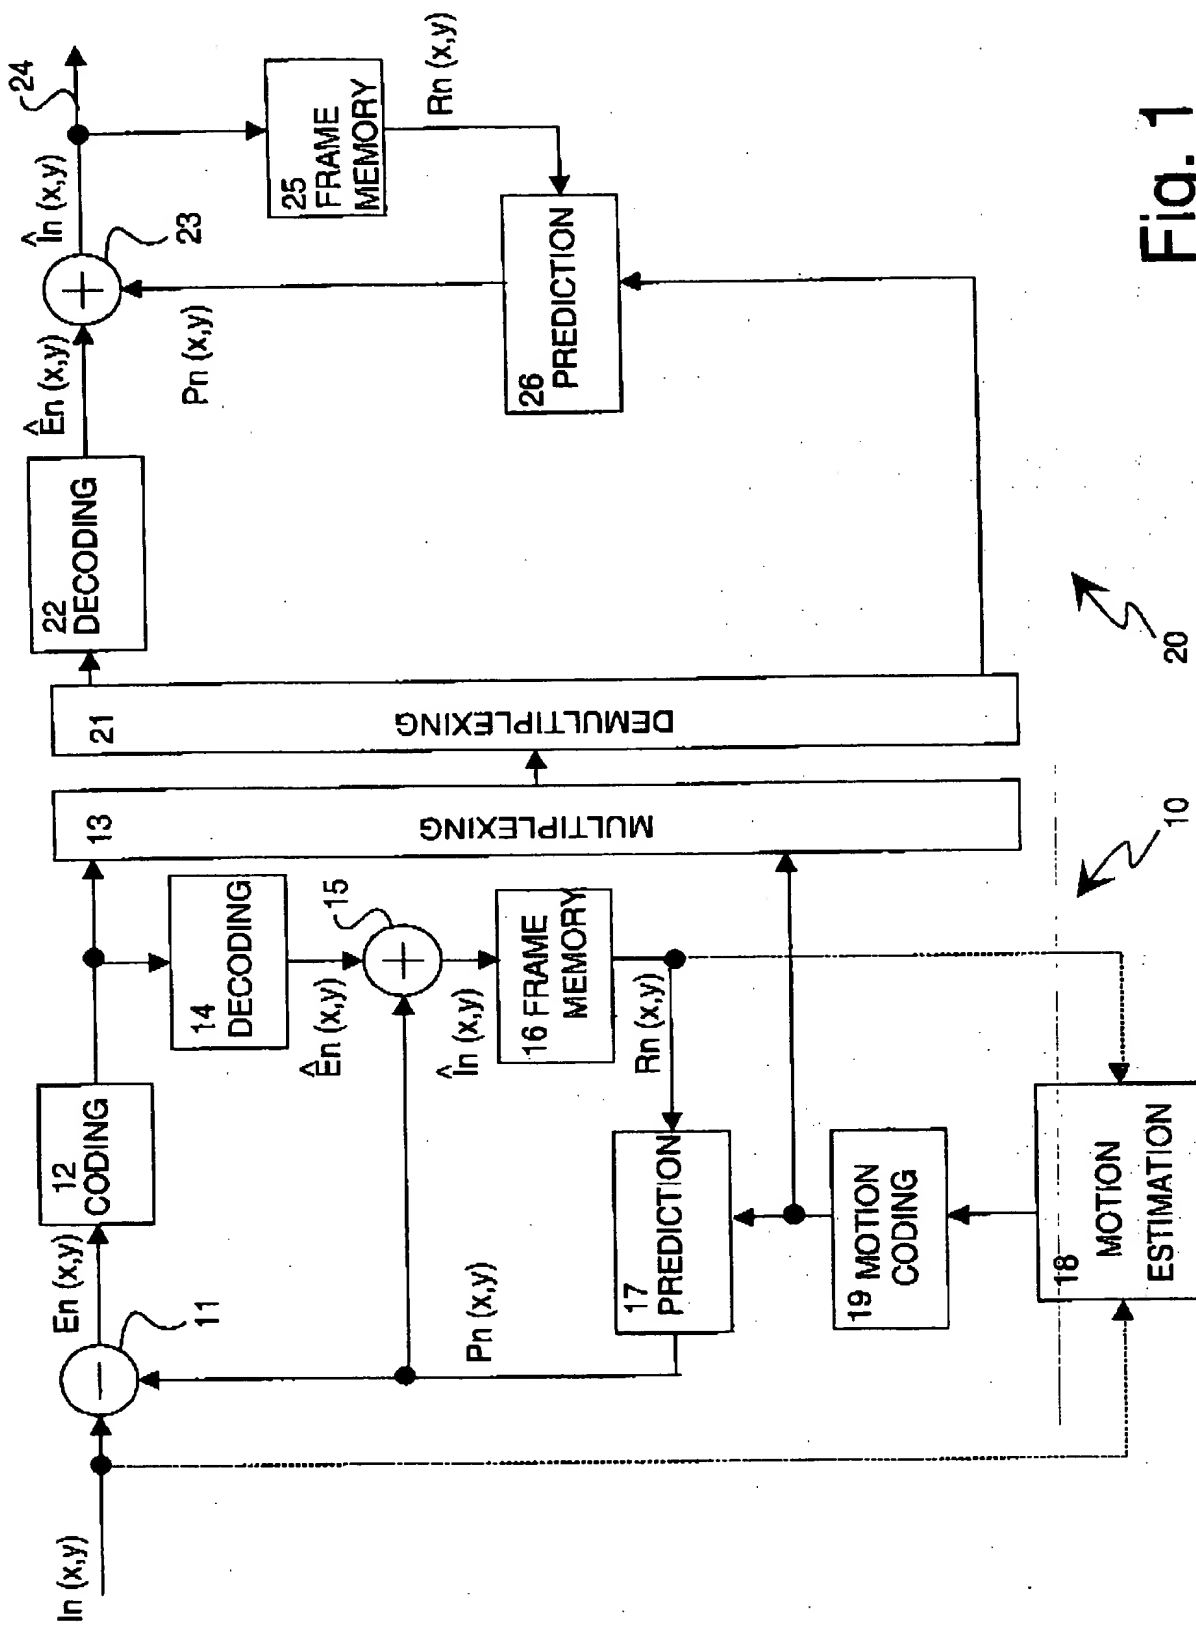 In (x,y)
11
En (x,y)
12
CODING
13
MULTIPLEXING
14
DECODING
^
En (x,y)
15
^
In (x,y)
16 FRAME
MEMORY
Rn (x,y)
17
PREDICTION
Pn (x,y)
19 MOTION
CODING
18
MOTION
ESTIMATION
10
21
DEMULTIPLEXING
22
DECODING
^
En (x,y)
23
^
In (x,y)
24
25
FRAME
MEMORY
Rn (x,y)
26
PREDICTION
Pn (x,y)
20
Fig. 1